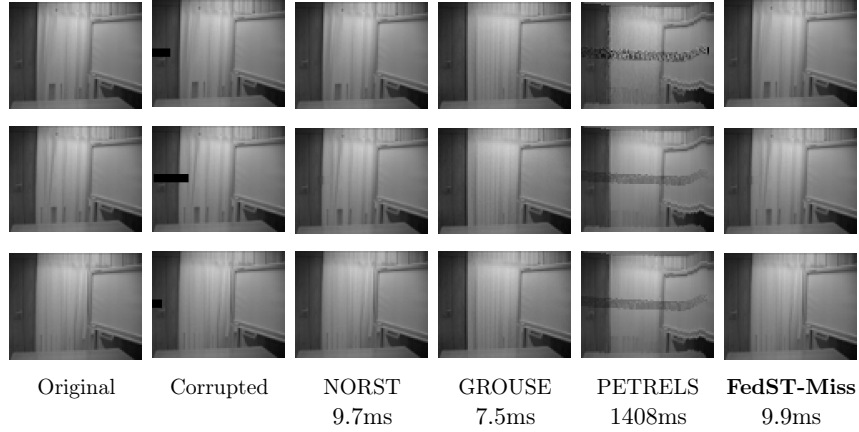 Original Corrupted NORST GROUSE PETRELS FedST-Miss
9.7ms 7.5ms 1408ms 9.9ms